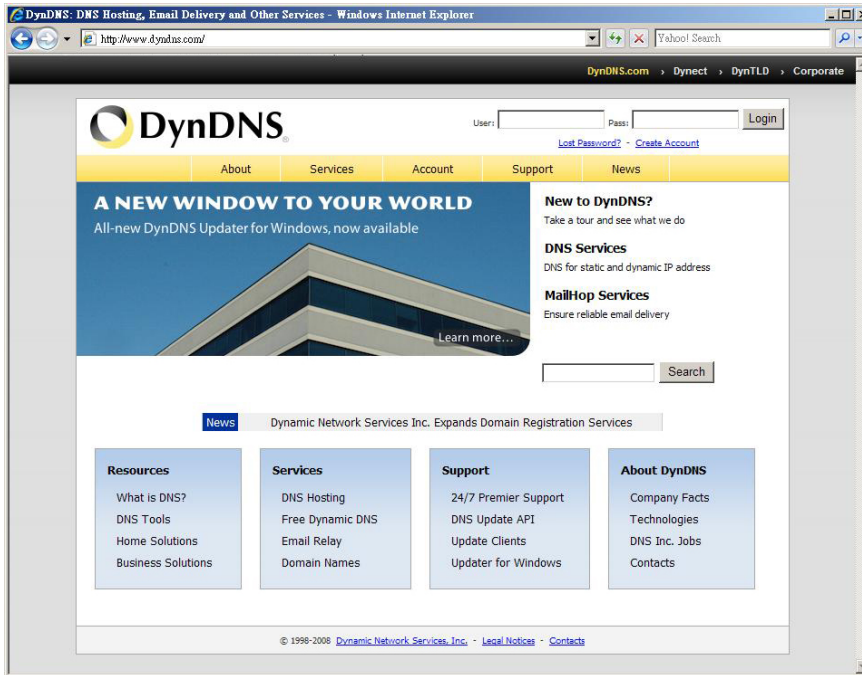 DynDNS: DNS Hosting, Email Delivery and Other Services - Windows Internet Explorer
http://www.dyndns.com/
Yahoo! Search
DynDNS.com › Dynect › DynTLD › Corporate
DynDNS®
User: Pass: Login
Lost Password? - Create Account
About Services Account Support News
A NEW WINDOW TO YOUR WORLD
All-new DynDNS Updater for Windows, now available
Learn more...
New to DynDNS?
Take a tour and see what we do
DNS Services
DNS for static and dynamic IP address
MailHop Services
Ensure reliable email delivery
Search
News Dynamic Network Services Inc. Expands Domain Registration Services
Resources
What is DNS?
DNS Tools
Home Solutions
Business Solutions
Services
DNS Hosting
Free Dynamic DNS
Email Relay
Domain Names
Support
24/7 Premier Support
DNS Update API
Update Clients
Updater for Windows
About DynDNS
Company Facts
Technologies
DNS Inc. Jobs
Contacts
© 1998-2008 Dynamic Network Services, Inc. - Legal Notices - Contacts